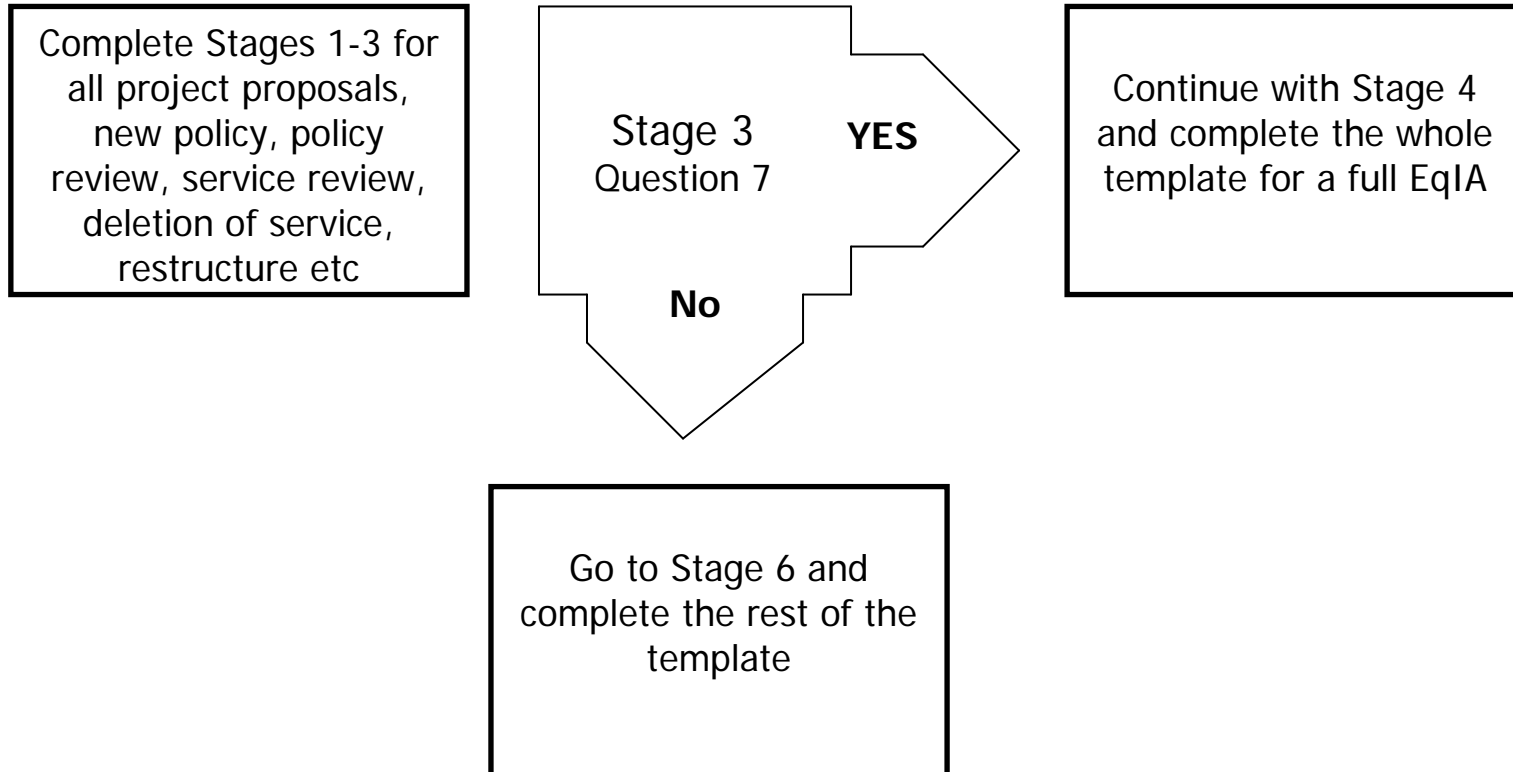 Complete Stages 1-3 for
all project proposals,
new policy, policy
review, service review,
deletion of service,
restructure etc
Stage 3
Question 7
YES
No
Continue with Stage 4
and complete the whole
template for a full EqIA
Go to Stage 6 and
complete the rest of the
template